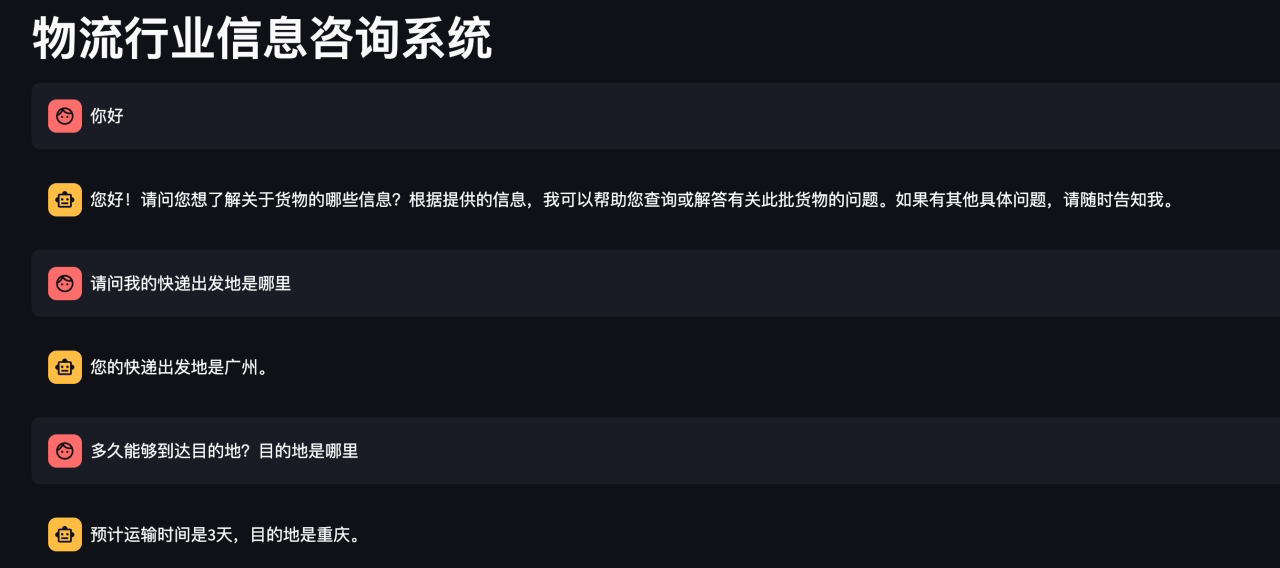 物流行业信息咨询系统
你好
您好！请问您想了解关于货物的哪些信息？根据提供的信息，我可以帮助您查询或解答有关此批货物的问题。如果有其他具体问题，请随时告知我。
请问我的快递出发地是哪里
您的快递出发地是广州。
多久能够到达目的地？目的地是哪里
预计运输时间是3天，目的地是重庆。